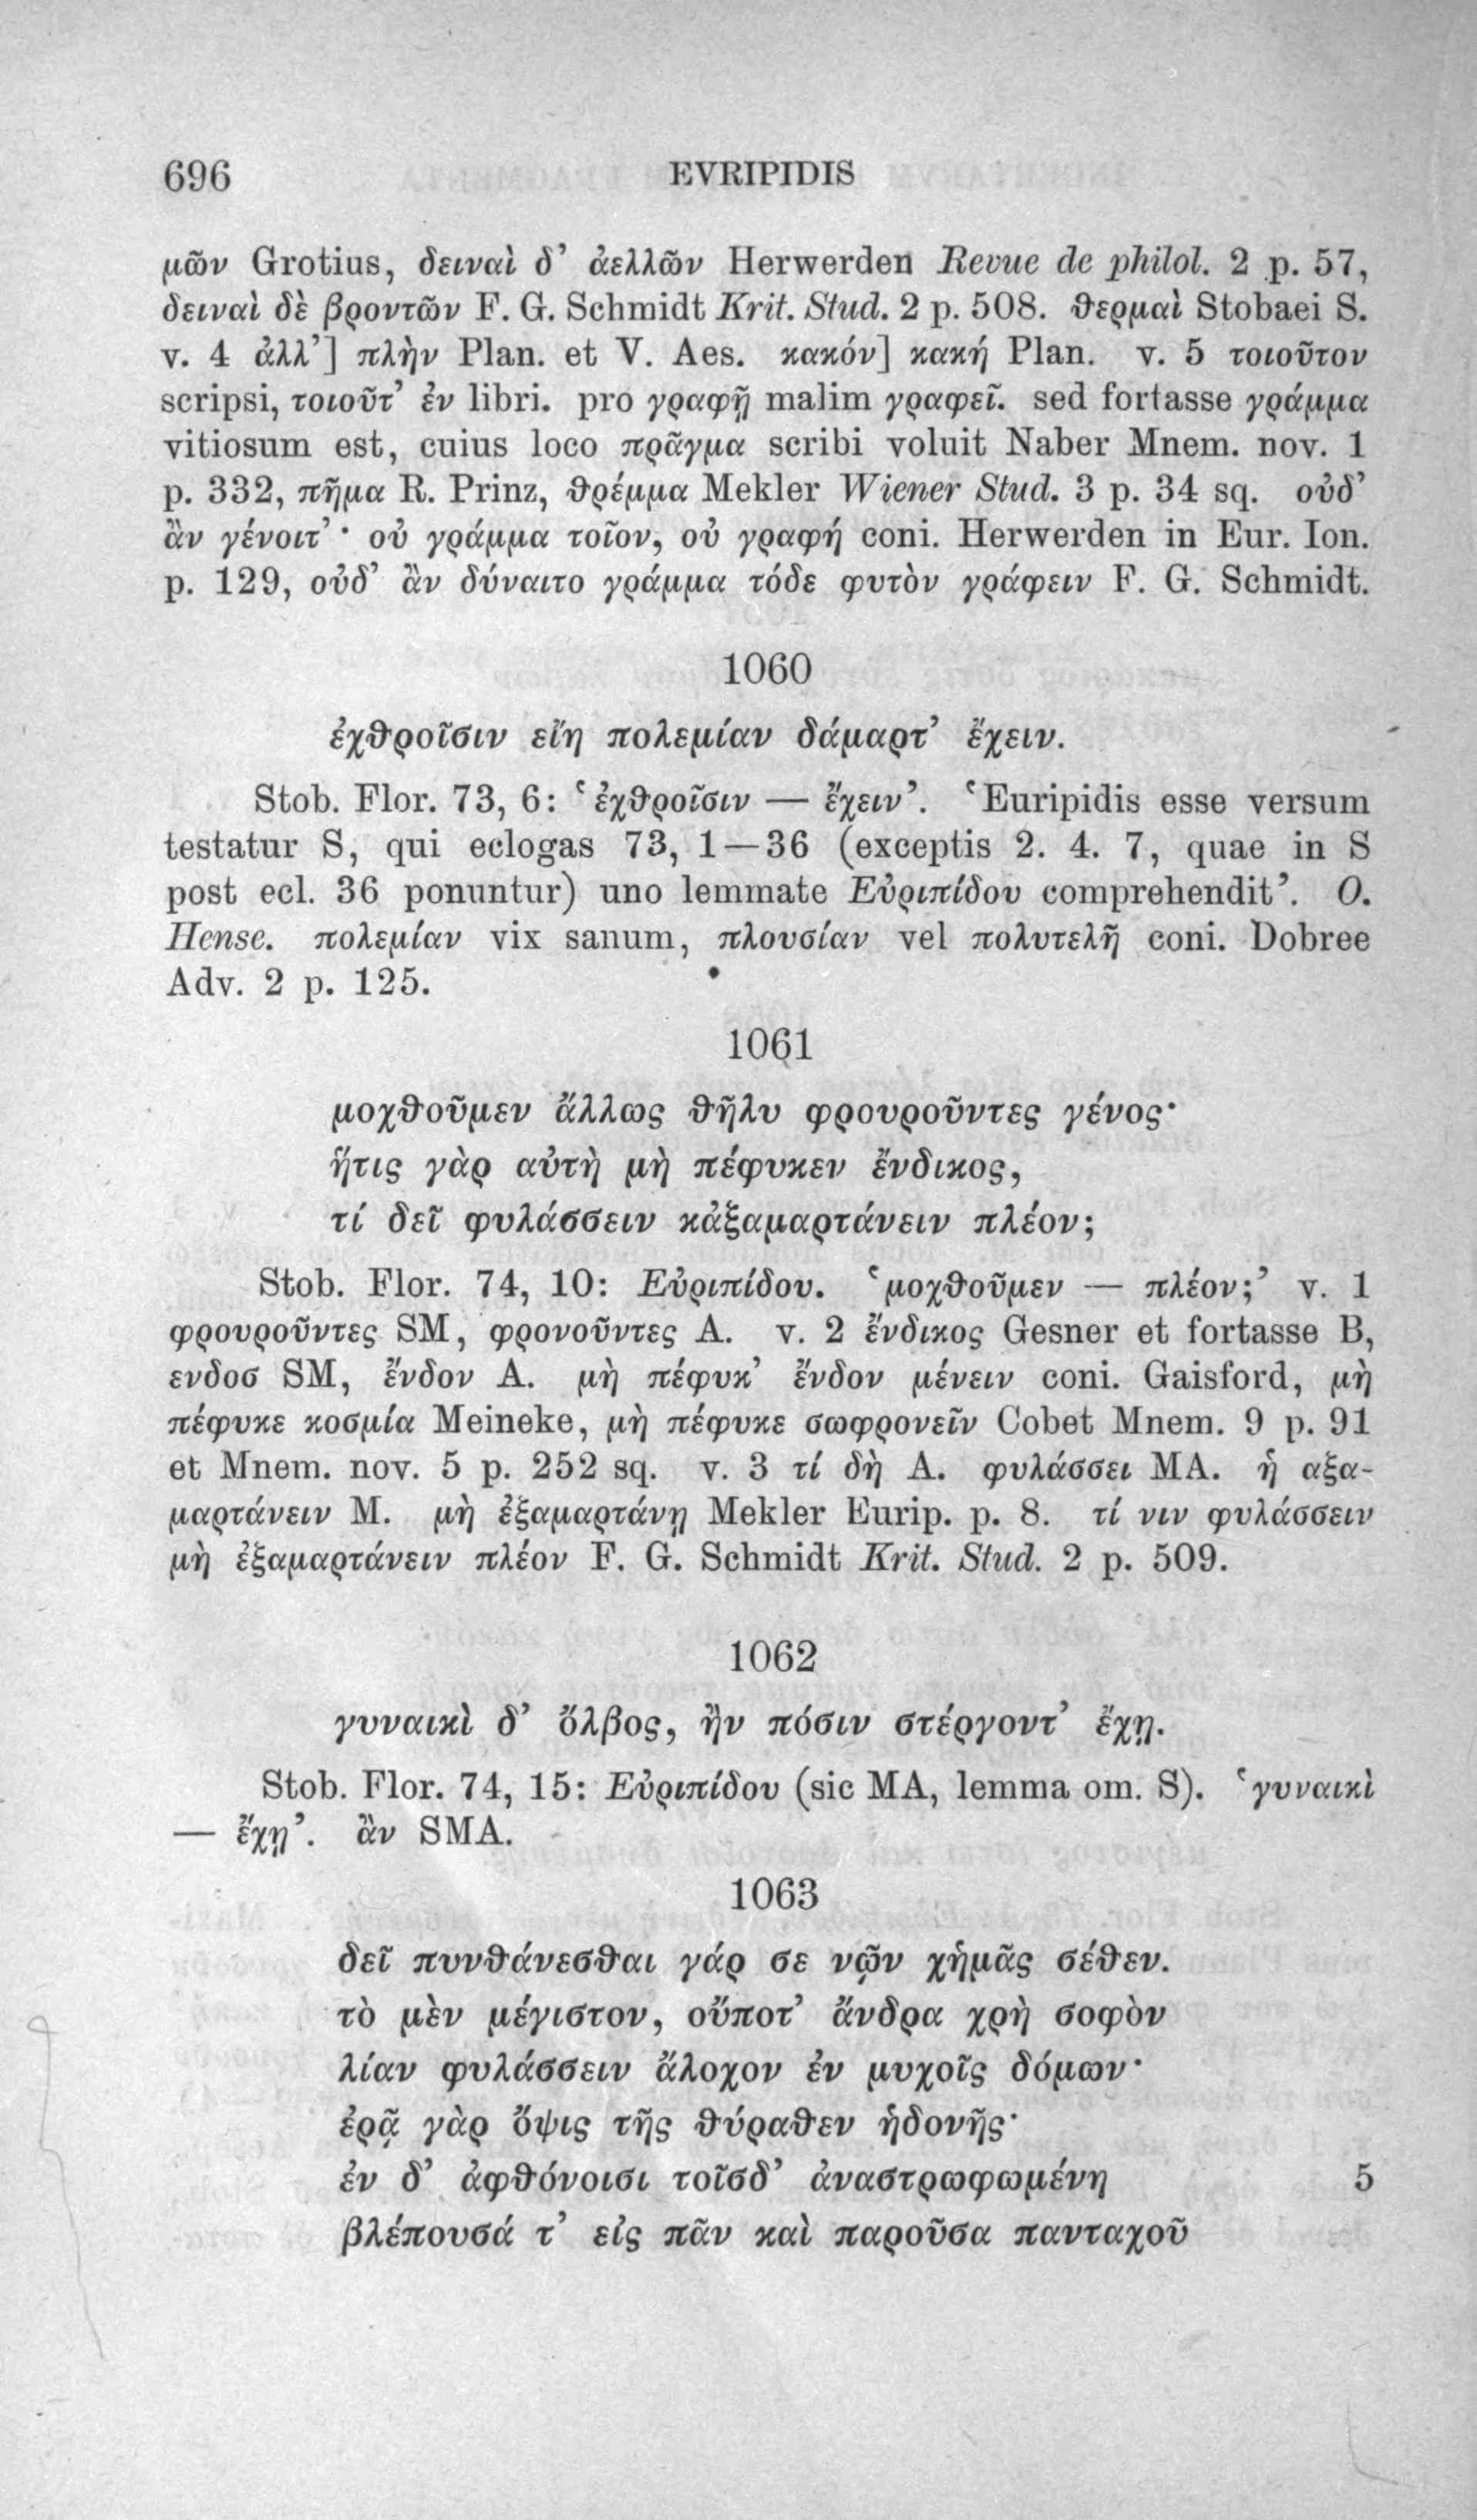 696
EVRIPIDIS
μῶν Grotius, δειναὶ δ’ ἀελλῶν Herwerden Revue de philol. 2 p. 57,
δειναὶ δὲ βροντῶν F. G. Schmidt Krit. Stud. 2 p. 508. ϑερμαὶ Stobaei S.
v. 4 ἀλλ’] πλὴν Plan. et V. Aes. κακόν] κακή Plan. v. 5 τοιοῦτον
scripsi, τοιοῦτ’ ἐν libri. pro γραφῇ malim γραφεῖ. sed fortasse γράμμα
vitiosum est, cuius loco πρᾶγμα scribi voluit Naber Mnem. nov. 1
p. 332, πῆμα R. Prinz, ϑρέμμα Mekler Wiener Stud. 3 p. 34 sq. οὐδ’
ἂν γένοιτ’· οὐ γράμμα τοῖον, οὐ γραφή coni. Herwerden in Eur. Ion.
p. 129, οὐδ’ ἂν δύναιτο γράμμα τόδε φυτὸν γράφειν F. G. Schmidt.
1060
ἐχϑροῖσιν εἴη πολεμίαν δάμαρτ’ ἔχειν.
Stob. Flor. 73, 6: ‛ἐχϑροῖσιν — ἔχειν’. ‛Euripidis esse versum
testatur S, qui eclogas 73, 1—36 (exceptis 2. 4. 7, quae in S
post ecl. 36 ponuntur) uno lemmate Εὐριπίδου comprehendit’. O.
Hense. πολεμίαν vix sanum, πλουσίαν vel πολυτελῆ coni. Dobree
Adv. 2 p. 125.
1061
μοχϑοῦμεν ἄλλως ϑῆλυ φρουροῦντες γένος·
ἥτις γὰρ αὐτὴ μὴ πέφυκεν ἔνδικος,
τί δεῖ φυλάσσειν κἀξαμαρτάνειν πλέον;
Stob. Flor. 74, 10: Εὐριπίδου. ‛μοχϑοῦμεν — πλέον;’ v. 1
φρουροῦντες SM, φρονοῦντες A. v. 2 ἔνδικος Gesner et fortasse B,
ενδοσ SM, ἔνδον A. μὴ πέφυκ’ ἔνδον μένειν coni. Gaisford, μὴ
πέφυκε κοσμία Meineke, μὴ πέφυκε σωφρονεῖν Cobet Mnem. 9 p. 91
et Mnem. nov. 5 p. 252 sq. v. 3 τί δὴ A. φυλάσσει MA. ἡ αξα-
μαρτάνειν M. μὴ ἐξαμαρτάνῃ Mekler Eurip. p. 8. τί νιν φυλάσσειν
μὴ ἐξαμαρτάνειν πλέον F. G. Schmidt Krit. Stud. 2 p. 509.
1062
γυναικὶ δ’ ὄλβος, ἢν πόσιν στέργοντ’ ἔχῃ.
Stob. Flor. 74, 15: Εὐριπίδου (sic MA, lemma om. S). ‛γυναικὶ
— ἔχῃ’. ἂν SMA.
1063
δεῖ πυνϑάνεσϑαι γάρ σε νῷν χἠμᾶς σέϑεν.
τὸ μὲν μέγιστον, οὔποτ’ ἄνδρα χρὴ σοφὸν
λίαν φυλάσσειν ἄλοχον ἐν μυχοῖς δόμων·
ἐρᾷ γὰρ ὄψις τῆς ϑύραϑεν ἡδονῆς·
ἐν δ’ ἀφϑόνοισι τοῖσδ’ ἀναστρωφωμένη 5
βλέπουσά τ’ εἰς πᾶν καὶ παροῦσα πανταχοῦ